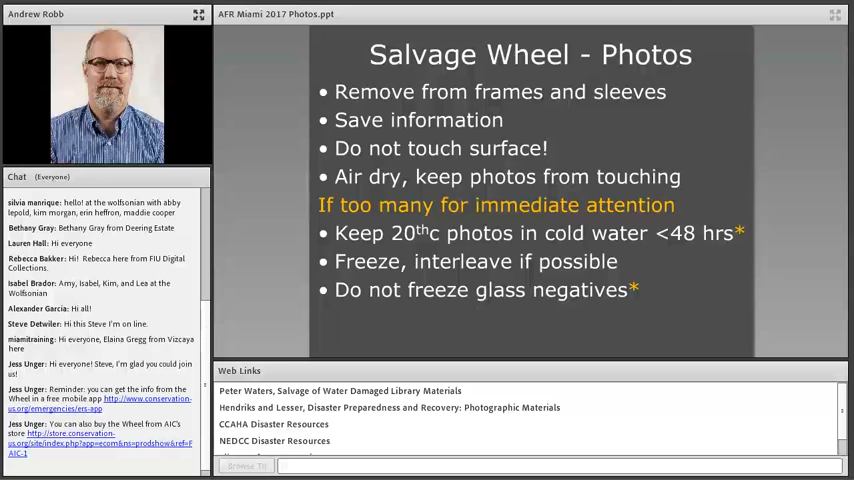 Andrew Robb
AFR Miami 2017 Photos.ppt
Salvage Wheel - Photos
• Remove from frames and sleeves
• Save information
• Do not touch surface!
• Air dry, keep photos from touching
If too many for immediate attention
• Keep 20thc photos in cold water <48 hrs*
• Freeze, interleave if possible
• Do not freeze glass negatives*
Chat (Everyone)
silvia manrique: hello! at the wolfsonian with abby
lepold, kim morgan, erin heffron, maddie cooper
Bethany Gray: Bethany Gray from Deering Estate
Lauren Hall: Hi everyone
Rebecca Bakker: Hi! Rebecca here from FIU Digital
Collections.
Isabel Brador: Amy, Isabel, Kim, and Lea at the
Wolfsonian
Alexander Garcia: Hi all!
Steve Detwiler: Hi this Steve I'm on line.
miamitraining: Hi everyone, Elaina Gregg from Vizcaya
here
Jess Unger: Hi everyone! Steve, I'm glad you could join
us!
Jess Unger: Reminder: you can get the info from the
Wheel in a free mobile app http://www.conservation-
us.org/emergencies/ers-app
Jess Unger: You can also buy the Wheel from AIC's
store http://store.conservation-
us.org/site/index.php?app=ecom&ns=prodshow&ref=F
AIC-1
Web Links
Peter Waters, Salvage of Water Damaged Library Materials
Hendriks and Lesser, Disaster Preparedness and Recovery: Photographic Materials
CCAHA Disaster Resources
NEDCC Disaster Resources
Browse To